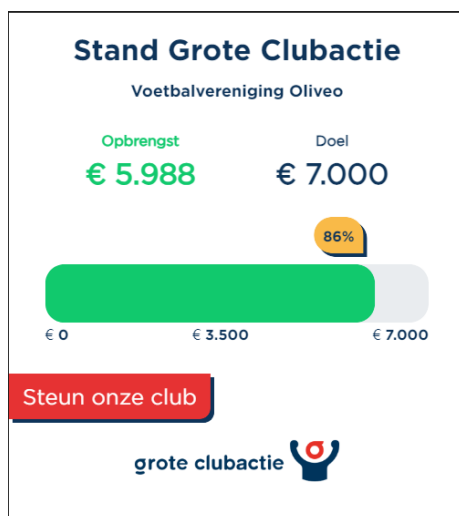 Stand Grote Clubactie
Voetbalvereniging Oliveo
Opbrengst Doel
€ 5.988 € 7.000
86%
€ 0 € 3.500 € 7.000
Steun onze club
grote clubactie